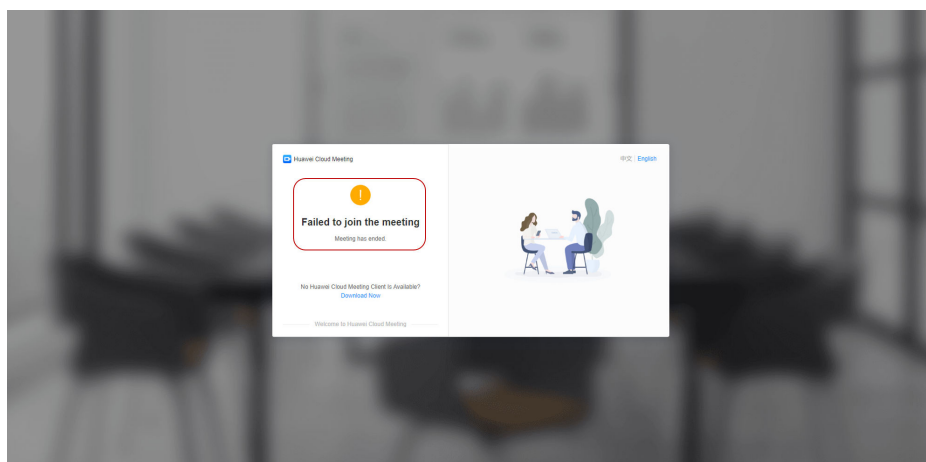 Huawei Cloud Meeting
中文 | English
Failed to join the meeting
Meeting has ended.
No Huawei Cloud Meeting Client Is Available?
Download Now
Welcome to Huawei Cloud Meeting